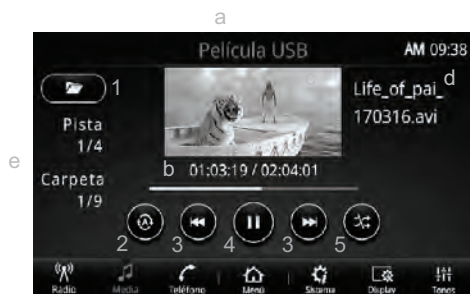 a
Película USB
AM 09:38
e
1
Pista
1/4
Carpeta
1/9
c
Life_of_pai_
170316.avi
d
b
01:03:19 / 02:04:01
2
3
4
3
5
A
Radio
Media
Teléfono
Menú
Sistema
Display
Tonos